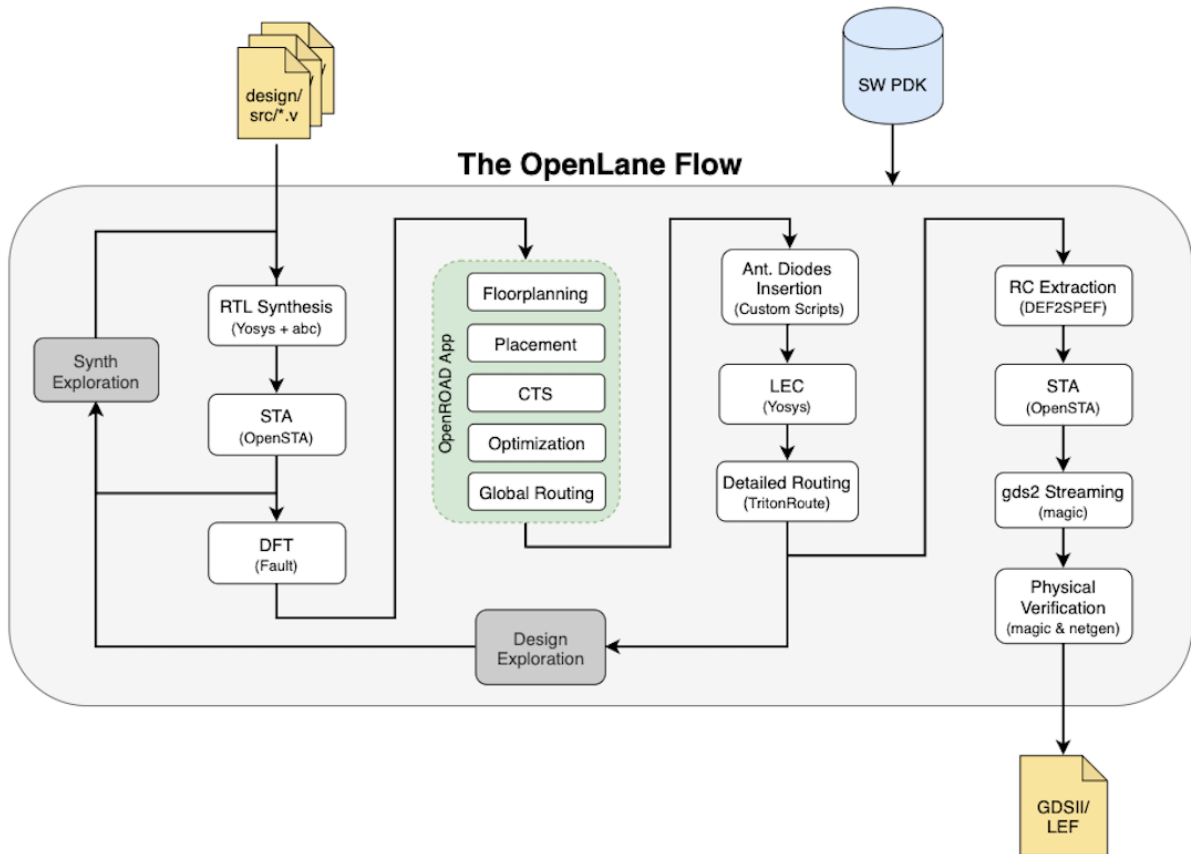 design/
src/*.v
SW PDK
The OpenLane Flow
RTL Synthesis
(Yosys + abc)
Synth
Exploration
STA
(OpenSTA)
DFT
(Fault)
OpenROAD App
Floorplanning
Placement
CTS
Optimization
Global Routing
Design
Exploration
Ant. Diodes
Insertion
(Custom Scripts)
LEC
(Yosys)
Detailed Routing
(TritonRoute)
RC Extraction
(DEF2SPEF)
STA
(OpenSTA)
gds2 Streaming
(magic)
Physical
Verification
(magic & netgen)
GDSII/
LEF